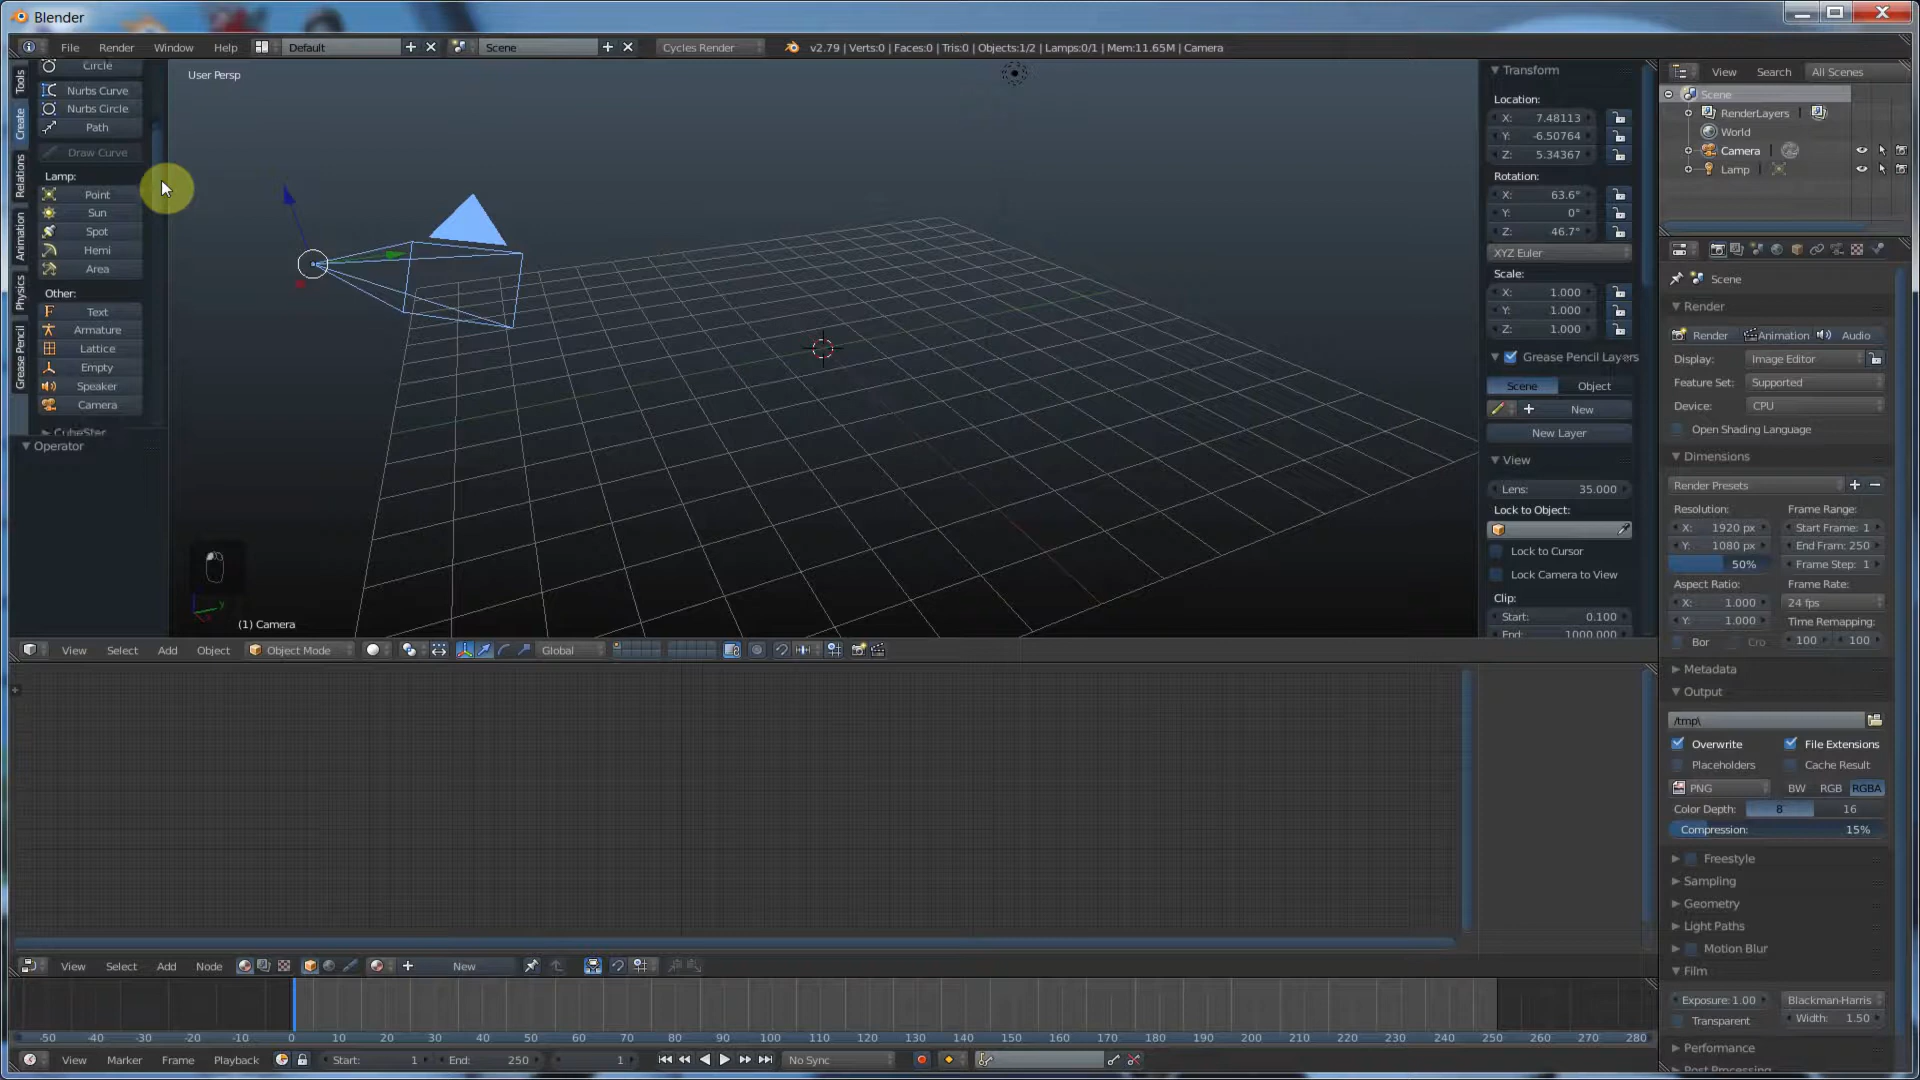 Blender
File Render Window Help Default Scene Cycles Render v2.79 | Verts:0 | Faces:0 | Tris:0 | Objects:1/2 | Lamps:0/1 | Mem:11.65M | Camera
Tools
Create
Relations
Animation
Physics
Grease Pencil
Circle
Nurbs Curve
Nurbs Circle
Path
Draw Curve
Lamp:
Point
Sun
Spot
Hemi
Area
Other:
Text
Armature
Lattice
Empty
Speaker
Camera
CubeSter
Operator
User Persp
(1) Camera
Transform
Location:
X: 7.48113
Y: -6.50764
Z: 5.34367
Rotation:
X: 63.6°
Y: 0°
Z: 46.7°
XYZ Euler
Scale:
X: 1.000
Y: 1.000
Z: 1.000
Grease Pencil Layers
Scene Object
New
New Layer
View
Lens: 35.000
Lock to Object:
Lock to Cursor
Lock Camera to View
Clip:
Start: 0.100
End: 1000.000
View Search All Scenes
Scene
RenderLayers
World
Camera
Lamp
Scene
Render
Render Animation Audio
Display: Image Editor
Feature Set: Supported
Device: CPU
Open Shading Language
Dimensions
Render Presets
Resolution: Frame Range:
X: 1920 px Start Frame: 1
Y: 1080 px End Fram: 250
50% Frame Step: 1
Aspect Ratio: Frame Rate:
X: 1.000 24 fps
Y: 1.000 Time Remapping:
Bor Cro 100 100
Metadata
Output
/tmp\
Overwrite File Extensions
Placeholders Cache Result
PNG BW RGB RGBA
Color Depth: 8 16
Compression: 15%
Freestyle
Sampling
Geometry
Light Paths
Motion Blur
Film
Exposure: 1.00 Blackman-Harris
Transparent Width: 1.50
Performance
Post Processing
View Select Add Object Object Mode Global
View Select Add Node New
-50 -40 -30 -20 -10 0 10 20 30 40 50 60 70 80 90 100 110 120 130 140 150 160 170 180 190 200 210 220 230 240 250 260 270 280
View Marker Frame Playback Start: 1 End: 250 1 No Sync